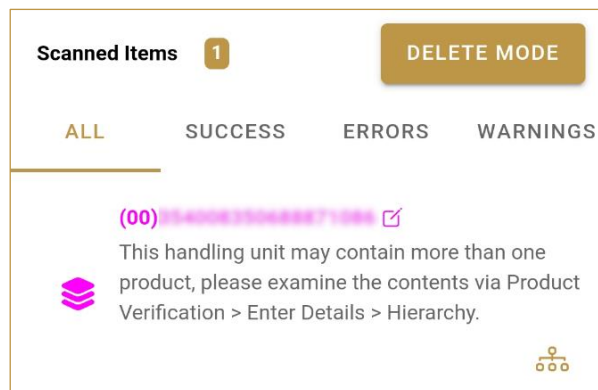 Scanned Items 1
DELETE MODE
ALL SUCCESS ERRORS WARNINGS
(00)
This handling unit may contain more than one
product, please examine the contents via Product
Verification > Enter Details > Hierarchy.